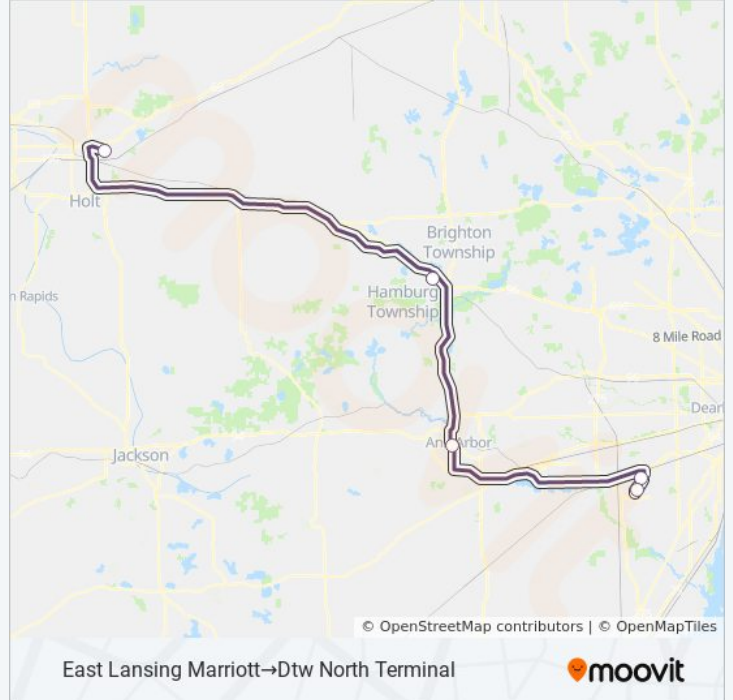 Holt
Brighton
Township
n Rapids
Hamburg
Township
8 Mile Road
Dear
Ann Arbor
Jackson
© OpenStreetMap contributors | © OpenMapTiles
East Lansing Marriott→Dtw North Terminal
moovit